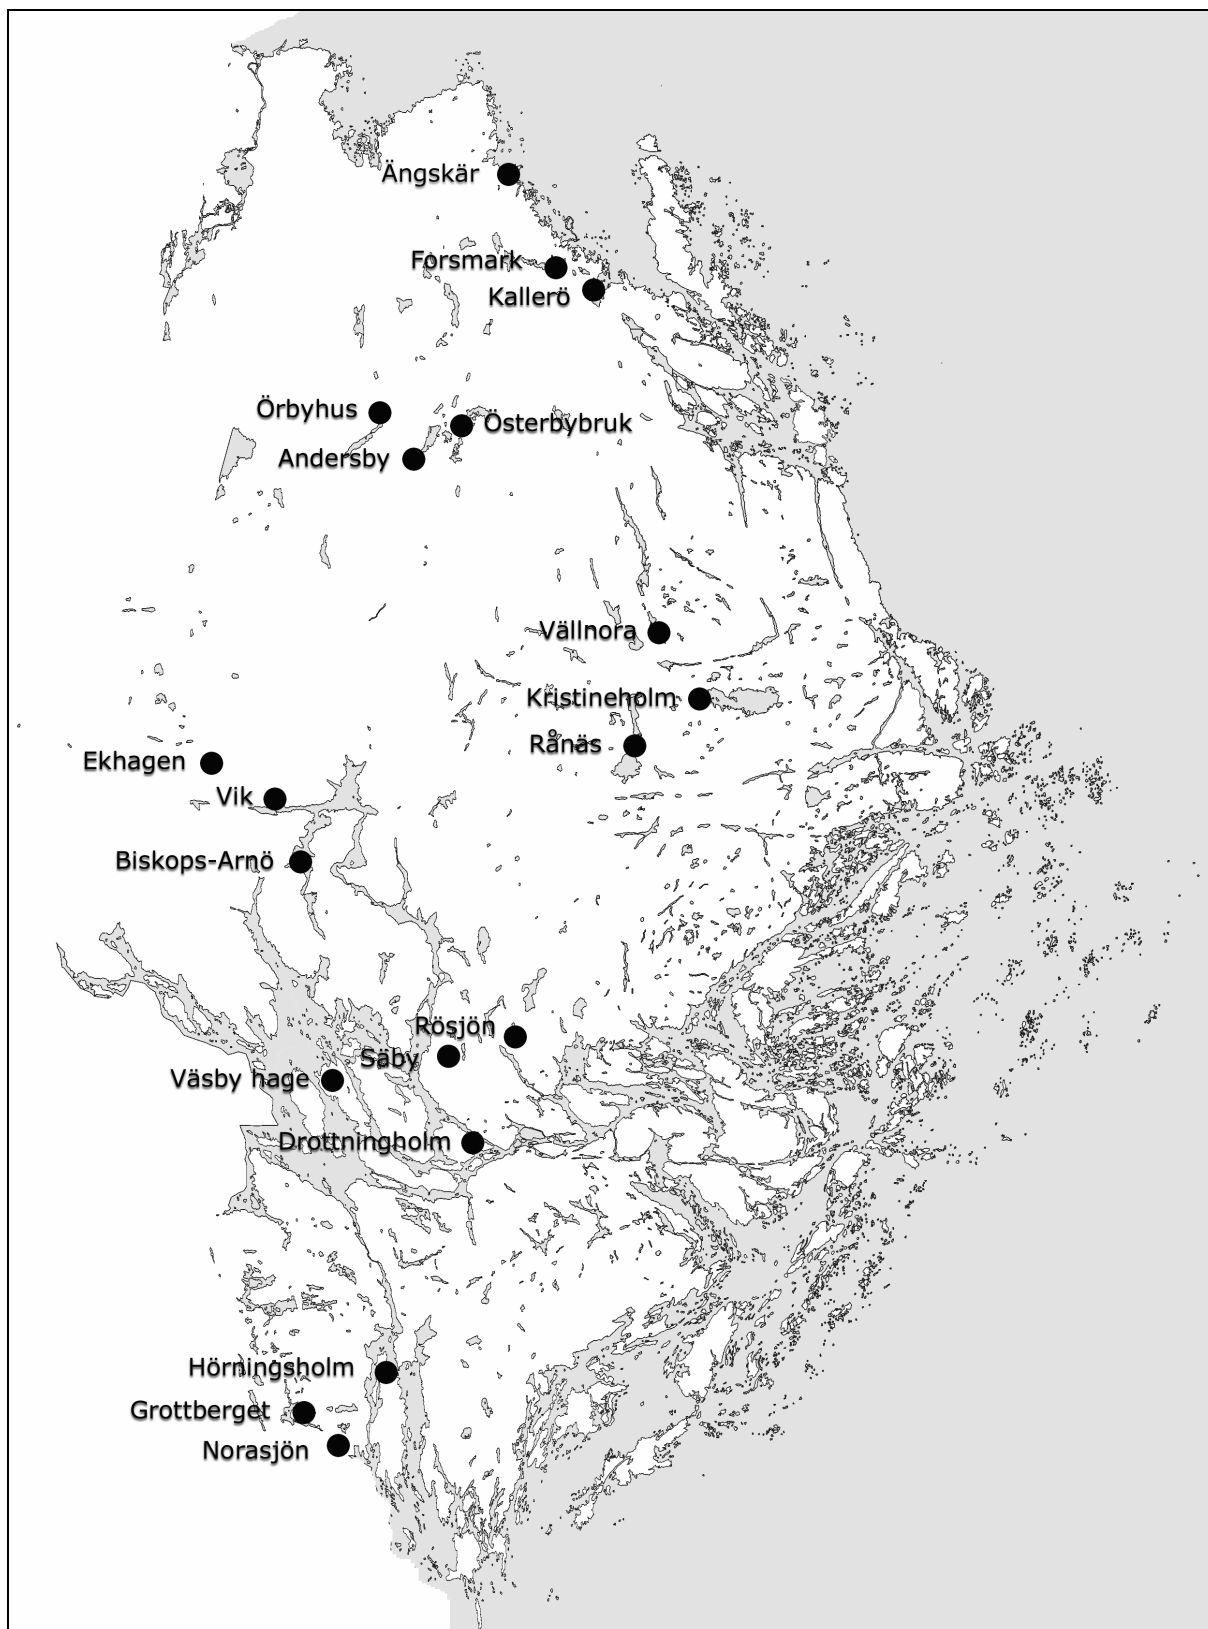 Ängskär
Forsmark
Kallerö
Örbyhus
Österbybruk
Andersby
Vällnora
Kristineholm
Rånäs
Ekhagen
Vik
Biskops-Arnö
Rösjön
Säby
Väsby hage
Drottningholm
Hörningsholm
Grottberget
Norasjön